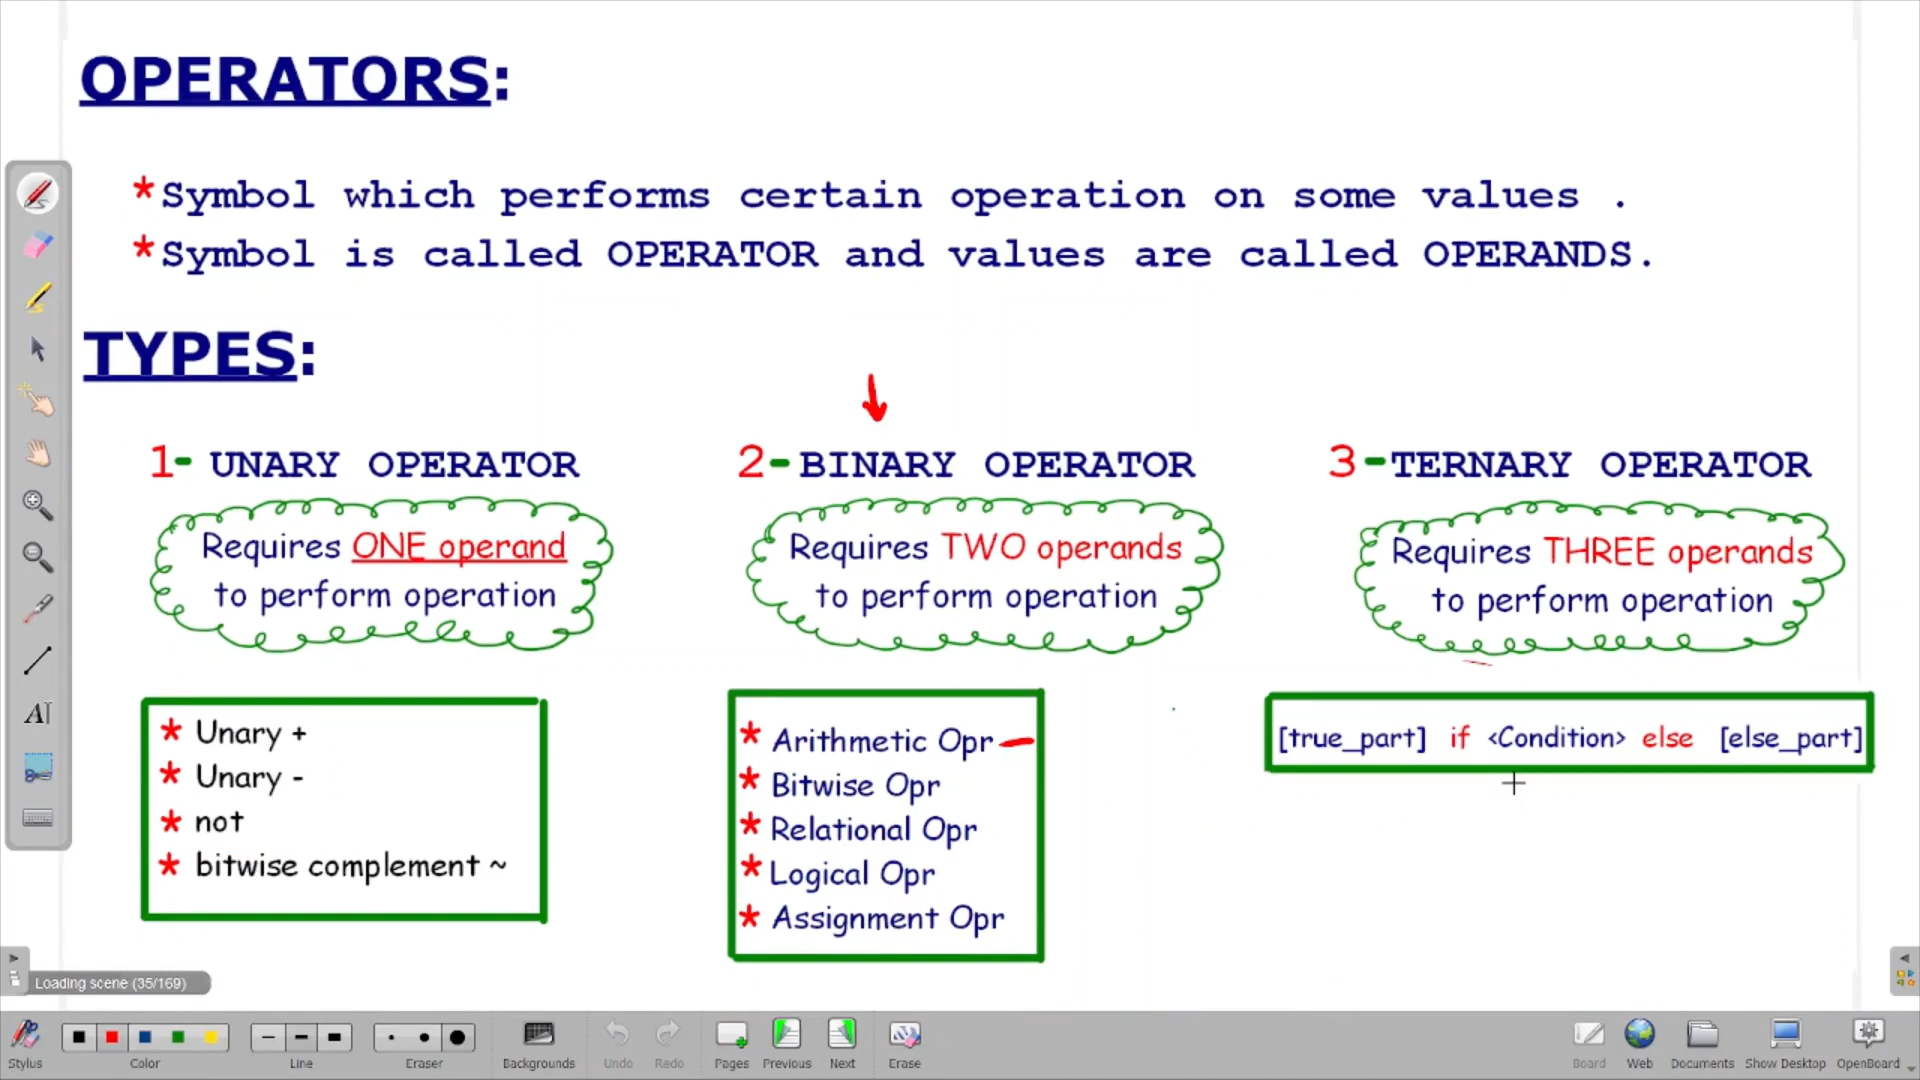 OPERATORS:
*Symbol which performs certain operation on some values .
*Symbol is called OPERATOR and values are called OPERANDS.
TYPES:
1- UNARY OPERATOR
Requires ONE operand
to perform operation
* Unary +
* Unary -
* not
* bitwise complement ~
2-BINARY OPERATOR
Requires TWO operands
to perform operation
* Arithmetic Opr
* Bitwise Opr
* Relational Opr
* Logical Opr
* Assignment Opr
3-TERNARY OPERATOR
Requires THREE operands
to perform operation
[true_part] if <Condition> else [else_part]
Loading scene (35/169)
Stylus Color Line Eraser Backgrounds Undo Redo Pages Previous Next Erase Board Web Documents Show Desktop OpenBoard